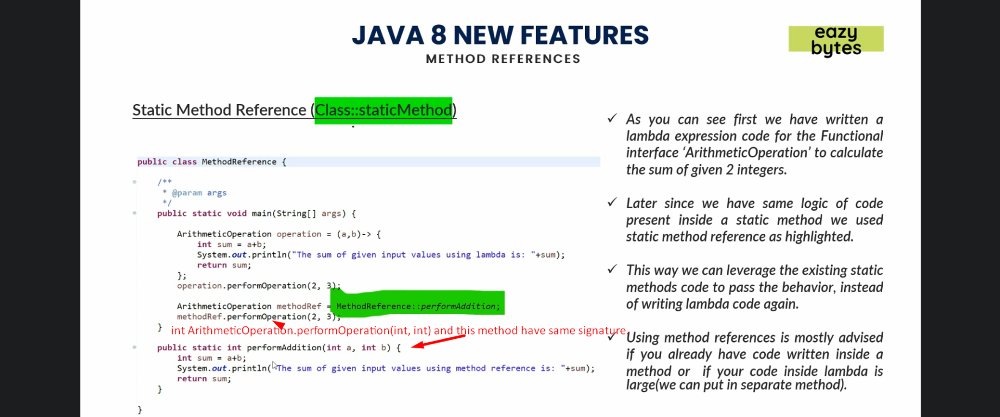 JAVA 8 NEW FEATURES
METHOD REFERENCES
eazy
bytes
Static Method Reference (Class::staticMethod)
public class MethodReference {
/**
* @param args
*/
public static void main(String[] args) {
ArithmeticOperation operation = (a,b)-> {
int sum = a+b;
System.out.println("The sum of given input values using lambda is: "+sum);
return sum;
};
operation.performOperation(2, 3);
ArithmeticOperation methodRef = MethodReference::performAddition;
methodRef.performOperation(2, 3);
}
int ArithmeticOperation.performOperation(int, int) and this method have same signature.
public static int performAddition(int a, int b) {
int sum = a+b;
System.out.println("The sum of given input values using method reference is: "+sum);
return sum;
}
}
✓ As you can see first we have written a
lambda expression code for the Functional
interface ‘ArithmeticOperation’ to calculate
the sum of given 2 integers.
✓ Later since we have same logic of code
present inside a static method we used
static method reference as highlighted.
✓ This way we can leverage the existing static
methods code to pass the behavior, instead
of writing lambda code again.
✓ Using method references is mostly advised
if you already have code written inside a
method or if your code inside lambda is
large(we can put in separate method).